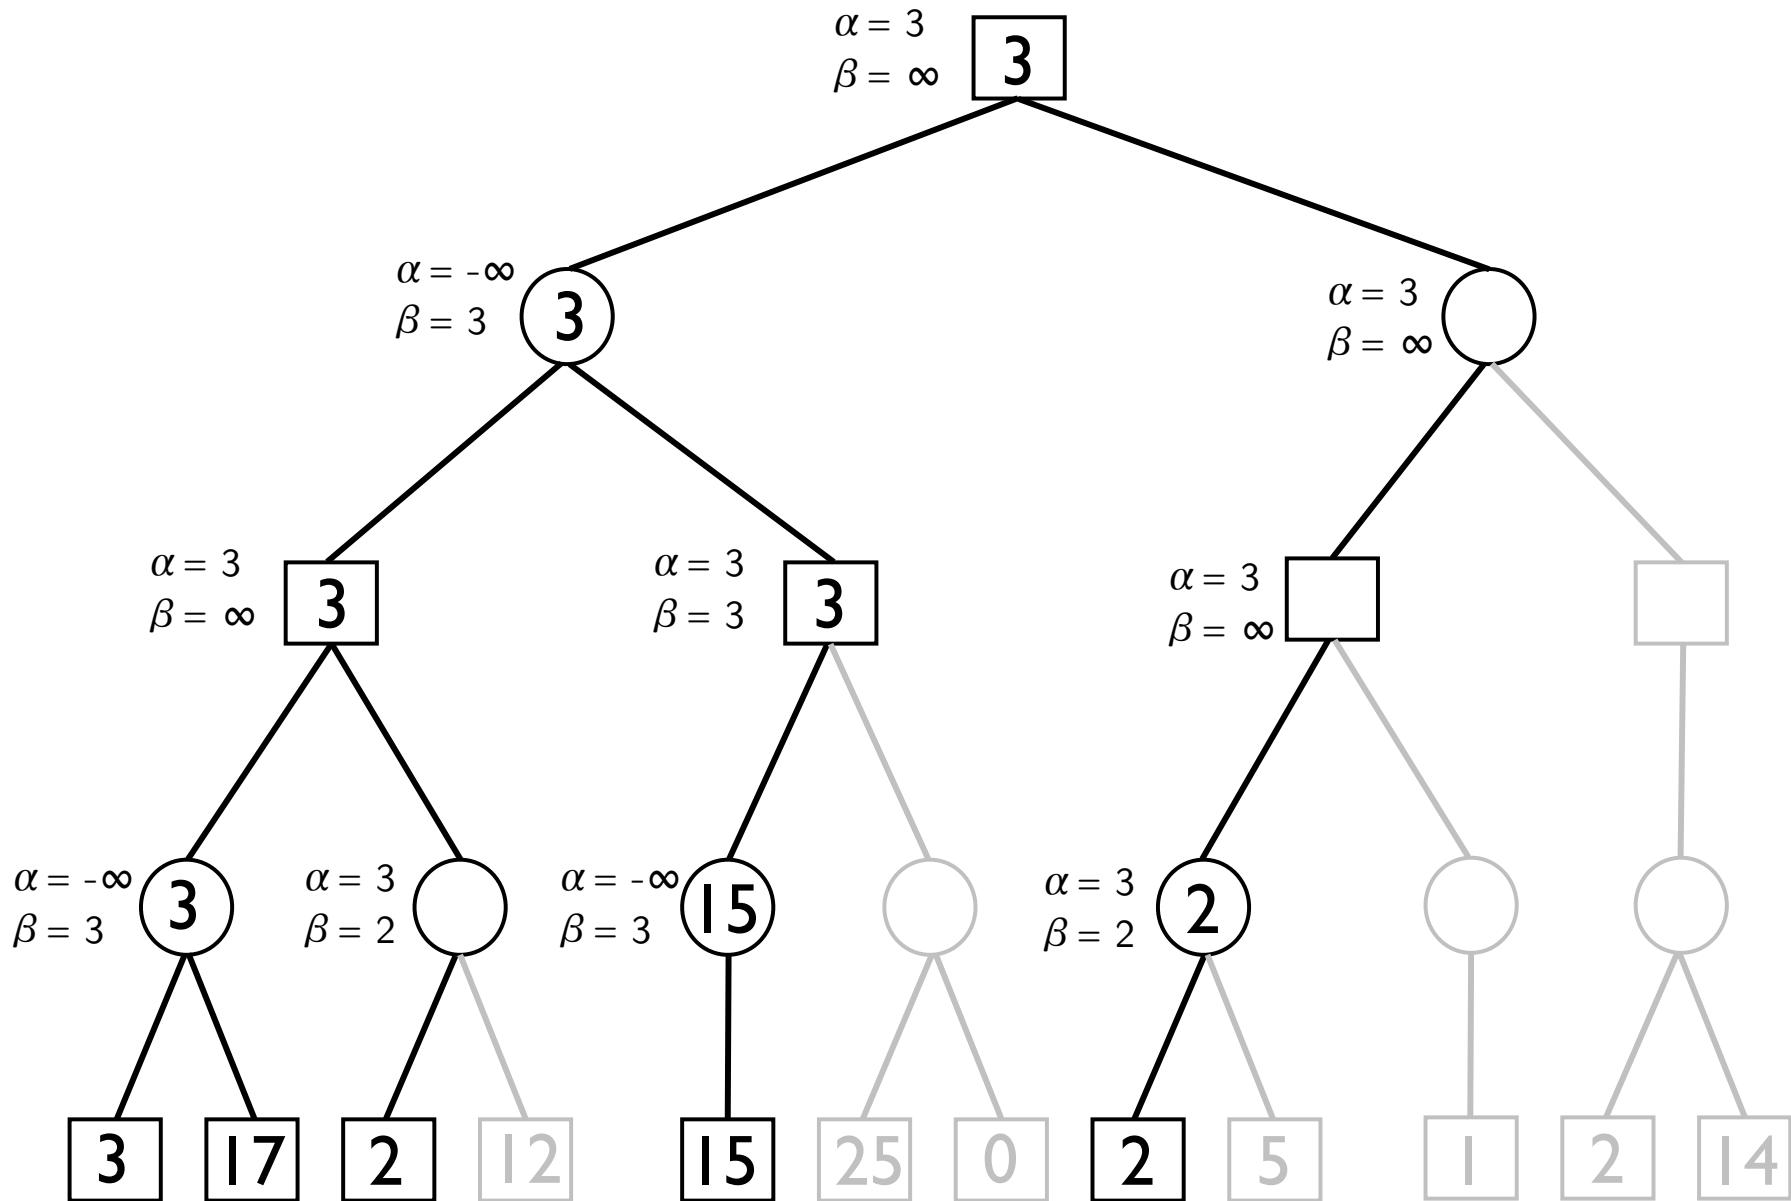 α = 3
β = ∞
3
α = -∞
β = 3
3
α = 3
β = ∞
α = 3
β = ∞
3
α = 3
β = 3
3
α = 3
β = ∞
α = -∞
β = 3
3
α = 3
β = 2
α = -∞
β = 3
15
α = 3
β = 2
2
3 17 2 12 15 25 0 2 5 1 2 14